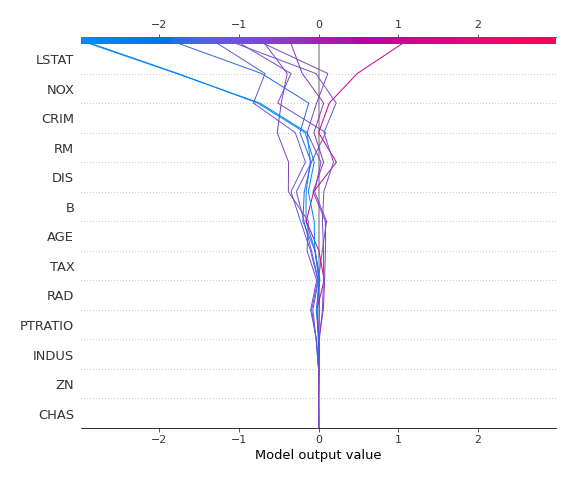 −2 −1 0 1 2
LSTAT
NOX
CRIM
RM
DIS
B
AGE
TAX
RAD
PTRATIO
INDUS
ZN
CHAS
−2 −1 0 1 2
Model output value